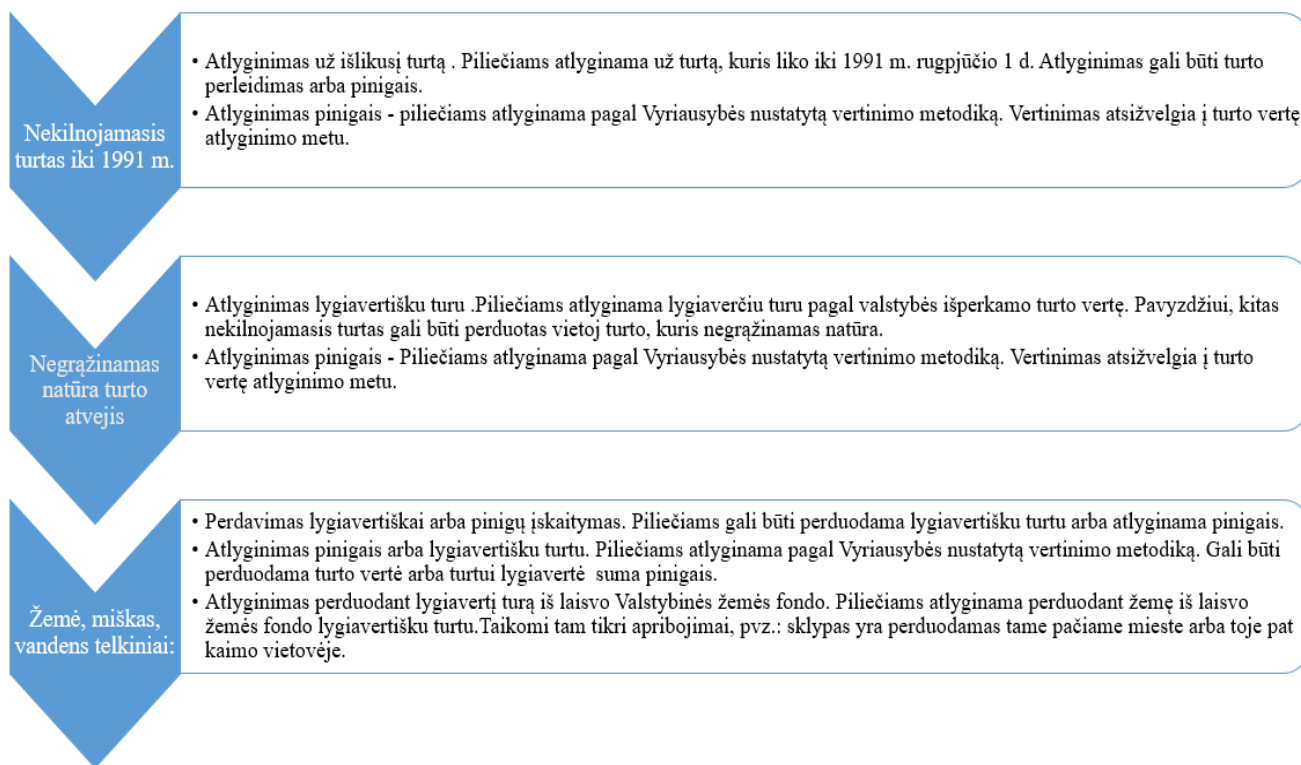 Nekilnojamasis
turtas iki 1991 m.
• Atlyginimas už išlikusį turtą . Piliečiams atlyginama už turtą, kuris liko iki 1991 m. rugpjūčio 1 d. Atlyginimas gali būti turto
perleidimas arba pinigais.
• Atlyginimas pinigais - piliečiams atlyginama pagal Vyriausybės nustatytą vertinimo metodiką. Vertinimas atsižvelgia į turto vertę
atlyginimo metu.
Negrąžinamas
natūra turto
atvejis
• Atlyginimas lygiavertišku turu .Piliečiams atlyginama lygiaverčiu turu pagal valstybės išperkamo turto vertę. Pavyzdžiui, kitas
nekilnojamasis turtas gali būti perduotas vietoj turto, kuris negrąžinamas natūra.
• Atlyginimas pinigais - Piliečiams atlyginama pagal Vyriausybės nustatytą vertinimo metodiką. Vertinimas atsižvelgia į turto
vertę atlyginimo metu.
Žemė, miškas,
vandens telkiniai:
• Perdavimas lygiavertiškai arba pinigų įskaitymas. Piliečiams gali būti perduodama lygiavertišku turtu arba atlyginama pinigais.
• Atlyginimas pinigais arba lygiavertišku turtu. Piliečiams atlyginama pagal Vyriausybės nustatytą vertinimo metodiką. Gali būti
perduodama turto vertė arba turtui lygiavertė  suma pinigais.
• Atlyginimas perduodant lygiavertį turą iš laisvo Valstybinės žemės fondo. Piliečiams atlyginama perduodant žemę iš laisvo
žemės fondo lygiavertišku turtu.Taikomi tam tikri apribojimai, pvz.: sklypas yra perduodamas tame pačiame mieste arba toje pat
kaimo vietovėje.